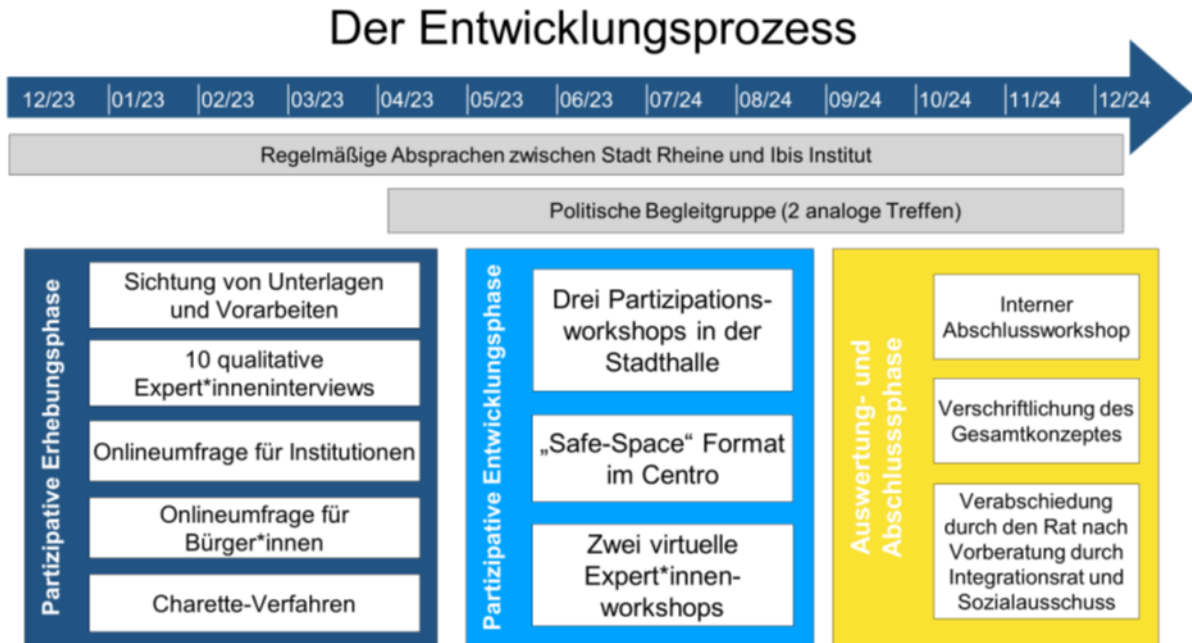 Der Entwicklungsprozess
12/23 01/23 02/23 03/23 04/23 05/23 06/23 07/24 08/24 09/24 10/24 11/24 12/24
Regelmäßige Absprachen zwischen Stadt Rheine und Ibis Institut
Politische Begleitgruppe (2 analoge Treffen)
Partizipative Erhebungsphase
Sichtung von Unterlagen
und Vorarbeiten
10 qualitative
Expert*inneninterviews
Onlineumfrage für Institutionen
Onlineumfrage für
Bürger*innen
Charette-Verfahren
Partizipative Entwicklungsphase
Drei Partizipations-
workshops in der
Stadthalle
„Safe-Space“ Format
im Centro
Zwei virtuelle
Expert*innen-
workshops
Auswertung- und
Abschlusssphase
Interner
Abschlussworkshop
Verschriftlichung des
Gesamtkonzeptes
Verabschiedung
durch den Rat nach
Vorberatung durch
Integrationsrat und
Sozialausschuss